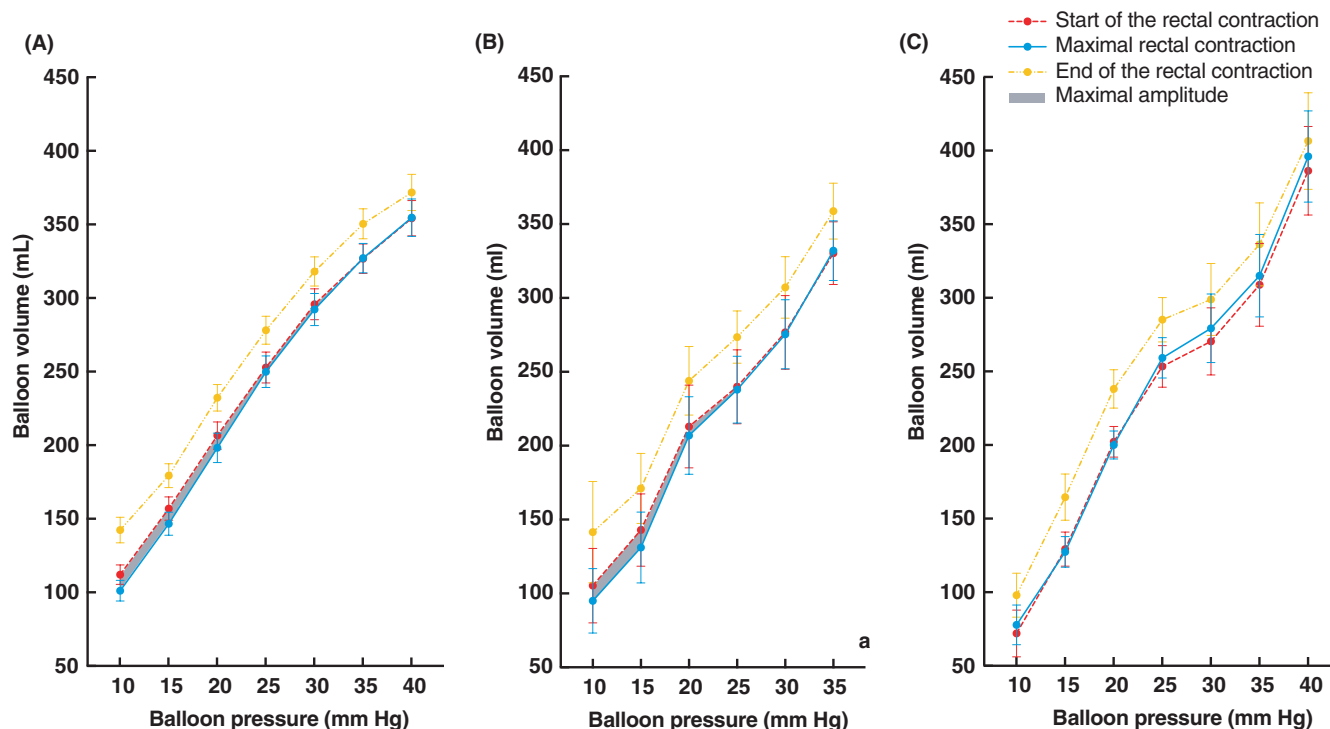 Start of the rectal contraction
Maximal rectal contraction
End of the rectal contraction
Maximal amplitude
(A)
450
400
350
300
250
200
150
100
50
Balloon volume (mL)
10 15 20 25 30 35 40
Balloon pressure (mm Hg)
(B)
450
400
350
300
250
200
150
100
50
Balloon volume (ml)
a
10 15 20 25 30 35
Balloon pressure (mm Hg)
(C)
450
400
350
300
250
200
150
100
50
Balloon volume (ml)
10 15 20 25 30 35 40
Balloon pressure (mm Hg)